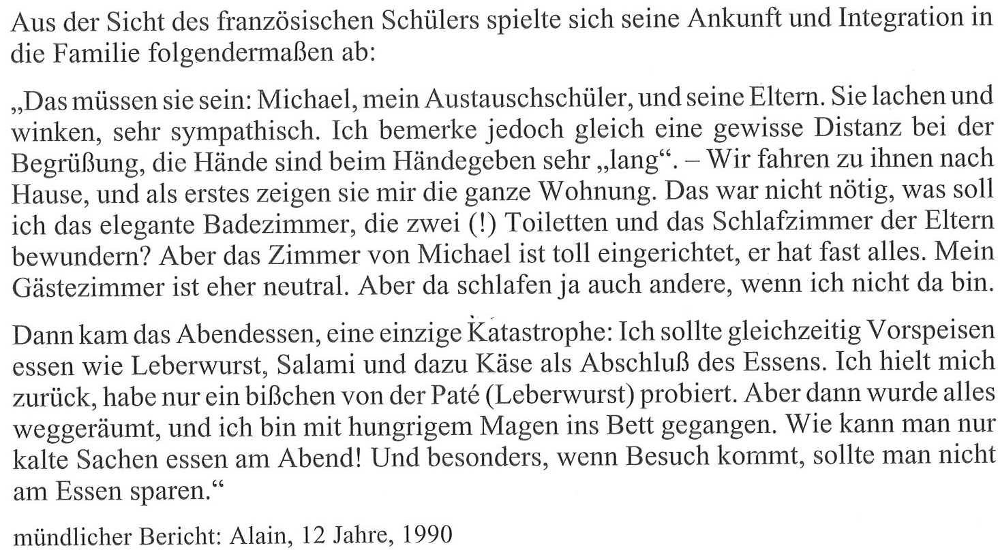 Aus der Sicht des französischen Schülers spielte sich seine Ankunft und Integration in
die Familie folgendermaßen ab:
„Das müssen sie sein: Michael, mein Austauschschüler, und seine Eltern. Sie lachen und
winken, sehr sympathisch. Ich bemerke jedoch gleich eine gewisse Distanz bei der
Begrüßung, die Hände sind beim Händegeben sehr „lang“. – Wir fahren zu ihnen nach
Hause, und als erstes zeigen sie mir die ganze Wohnung. Das war nicht nötig, was soll
ich das elegante Badezimmer, die zwei (!) Toiletten und das Schlafzimmer der Eltern
bewundern? Aber das Zimmer von Michael ist toll eingerichtet, er hat fast alles. Mein
Gästezimmer ist eher neutral. Aber da schlafen ja auch andere, wenn ich nicht da bin.
Dann kam das Abendessen, eine einzige Katastrophe: Ich sollte gleichzeitig Vorspeisen
essen wie Leberwurst, Salami und dazu Käse als Abschluß des Essens. Ich hielt mich
zurück, habe nur ein bißchen von der Paté (Leberwurst) probiert. Aber dann wurde alles
weggeräumt, und ich bin mit hungrigem Magen ins Bett gegangen. Wie kann man nur
kalte Sachen essen am Abend! Und besonders, wenn Besuch kommt, sollte man nicht
am Essen sparen.“
mündlicher Bericht: Alain, 12 Jahre, 1990